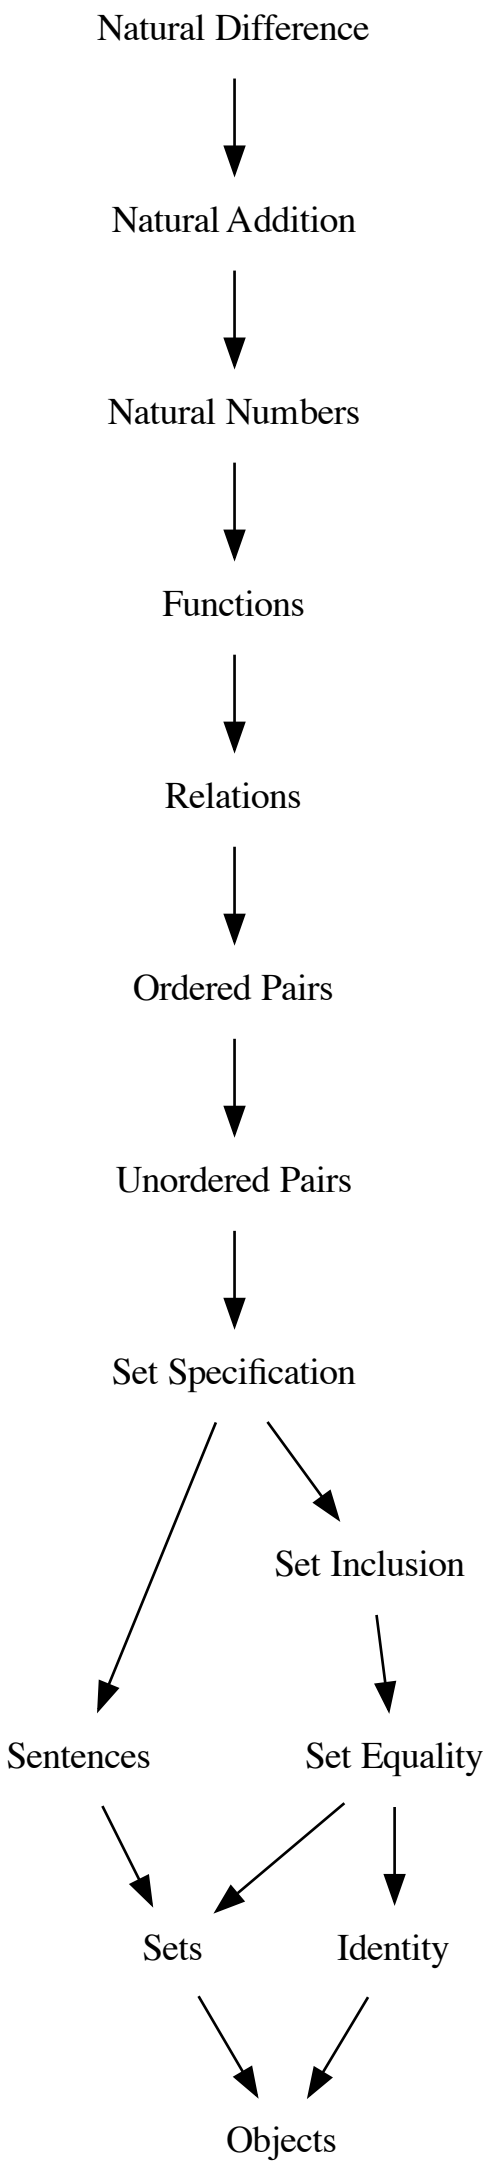 Natural Difference
Natural Addition
Natural Numbers
Functions
Relations
Ordered Pairs
Unordered Pairs
Set Specification
Set Inclusion
Sentences
Set Equality
Sets
Identity
Objects